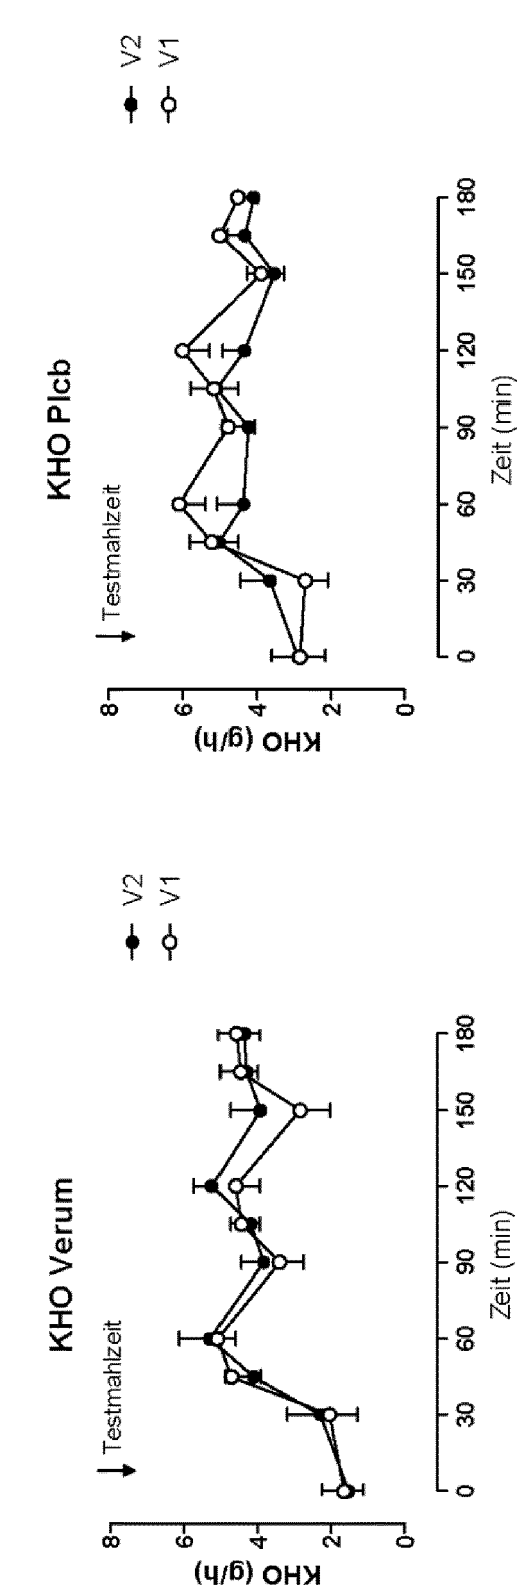 KHO Verum
Testmahlzeit
V2
V1
KHO (g/h)
8
6
4
2
0
0 30 60 90 120 150 180
Zeit (min)
KHO Plcb
Testmahlzeit
V2
V1
KHO (g/h)
8
6
4
2
0
0 30 60 90 120 150 180
Zeit (min)